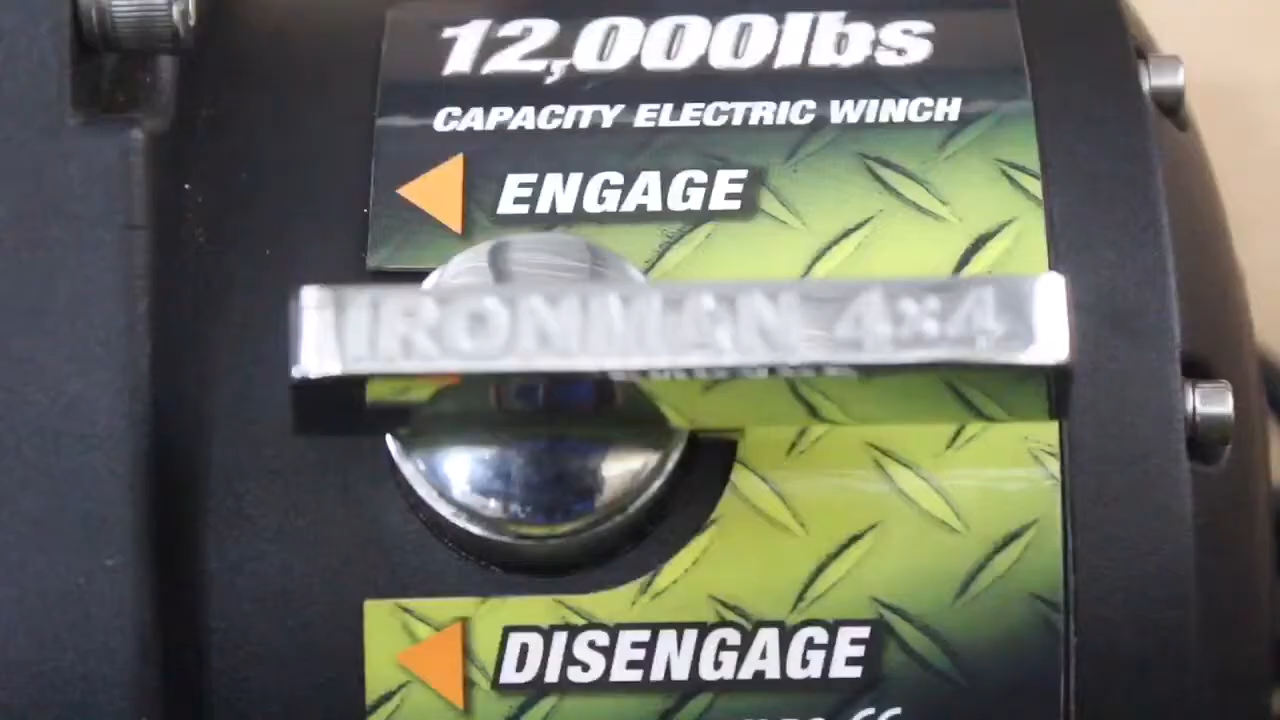 12,000lbs
CAPACITY ELECTRIC WINCH
ENGAGE
IRONMAN 4x4
DISENGAGE